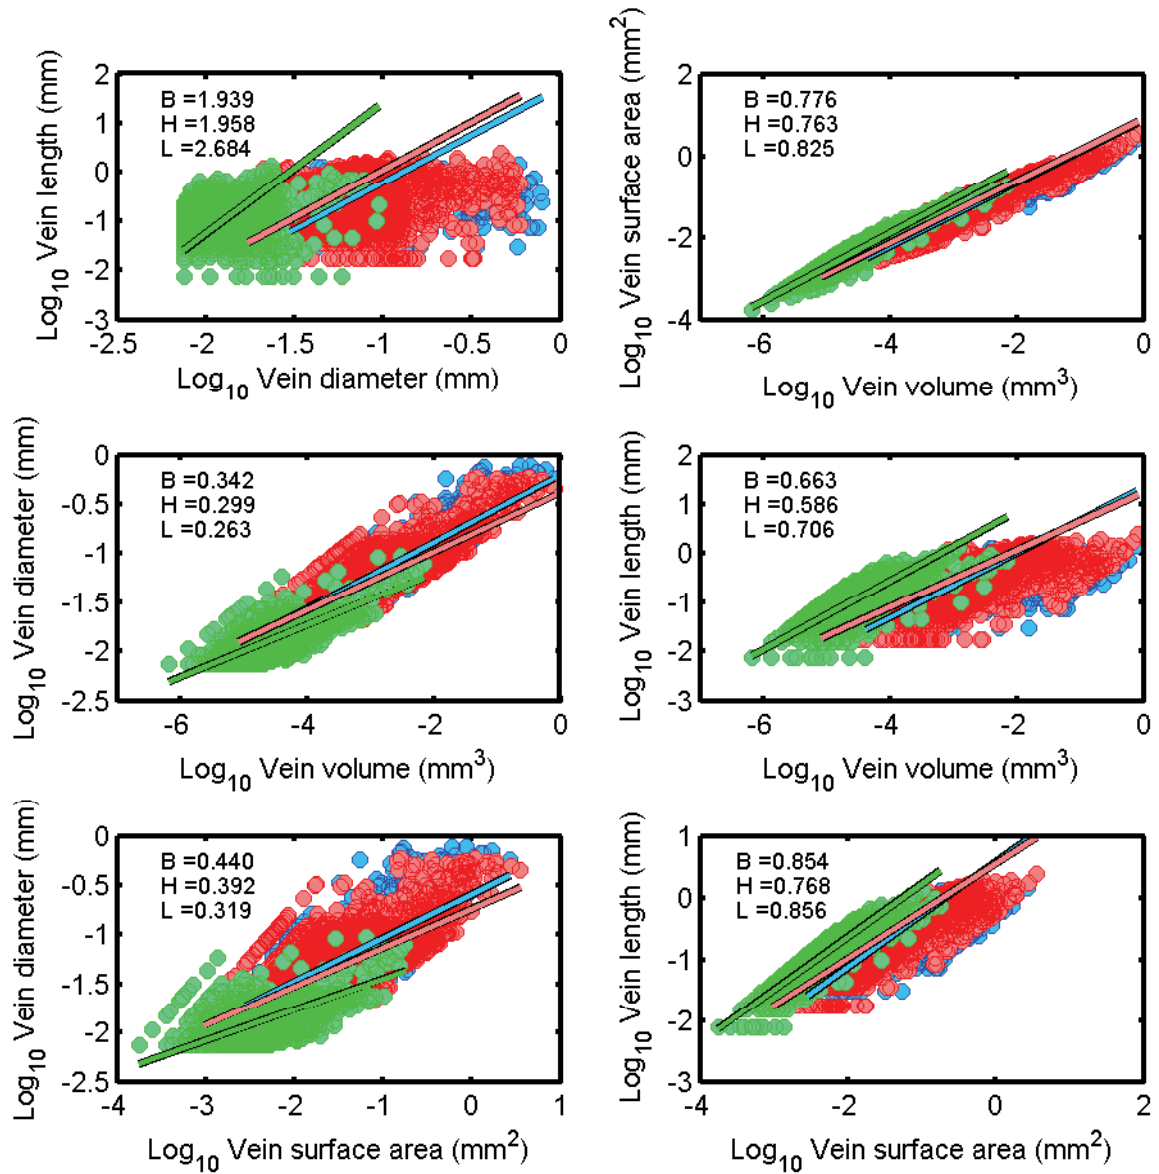 Log10 Vein length (mm)
2
1
0
-1
-2
-3
B =1.939
H =1.958
L =2.684
-2.5 -2 -1.5 -1 -0.5 0
Log10 Vein diameter (mm)
Log10 Vein surface area (mm2)
2
0
-2
-4
B =0.776
H =0.763
L =0.825
-6 -4 -2 0
Log10 Vein volume (mm3)
Log10 Vein diameter (mm)
0
-0.5
-1
-1.5
-2
-2.5
B =0.342
H =0.299
L =0.263
-6 -4 -2 0
Log10 Vein volume (mm3)
Log10 Vein length (mm)
2
1
0
-1
-2
-3
B =0.663
H =0.586
L =0.706
-6 -4 -2 0
Log10 Vein volume (mm3)
Log10 Vein diameter (mm)
0
-0.5
-1
-1.5
-2
-2.5
B =0.440
H =0.392
L =0.319
-4 -3 -2 -1 0 1
Log10 Vein surface area (mm2)
Log10 Vein length (mm)
1
0
-1
-2
-3
B =0.854
H =0.768
L =0.856
-4 -2 0 2
Log10 Vein surface area (mm2)